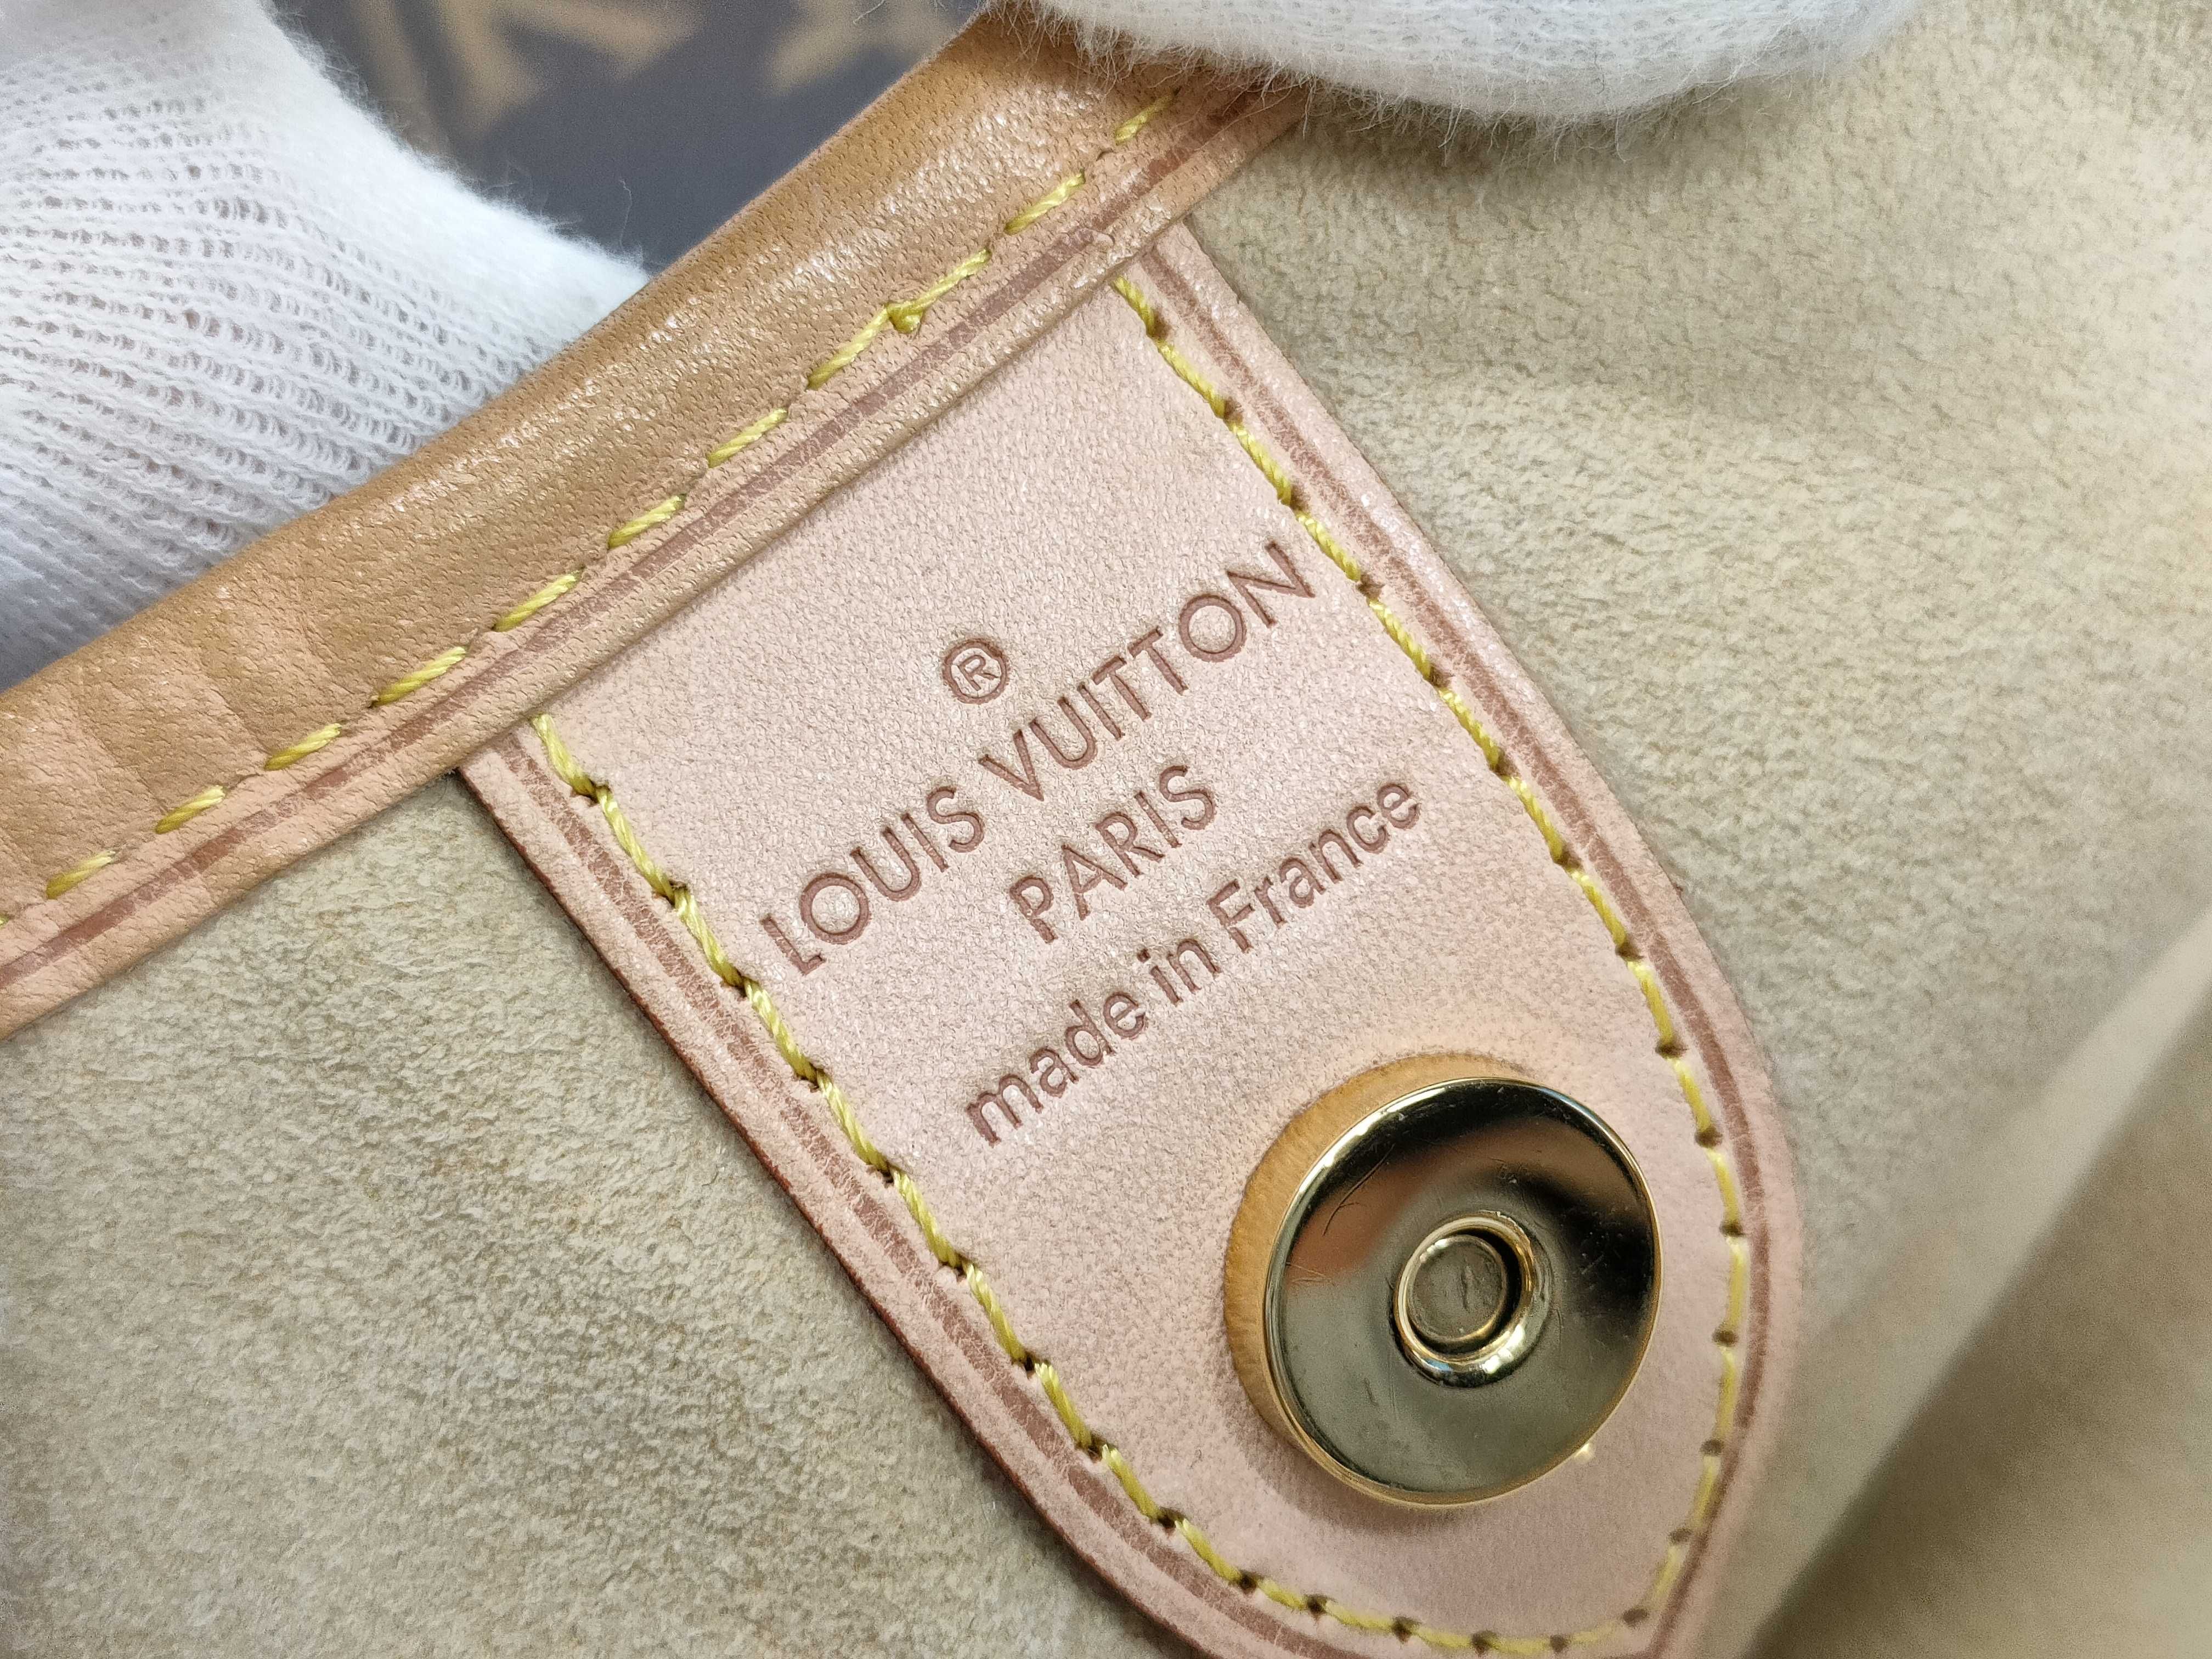 ®
LOUIS VUITTON
PARIS
made in France